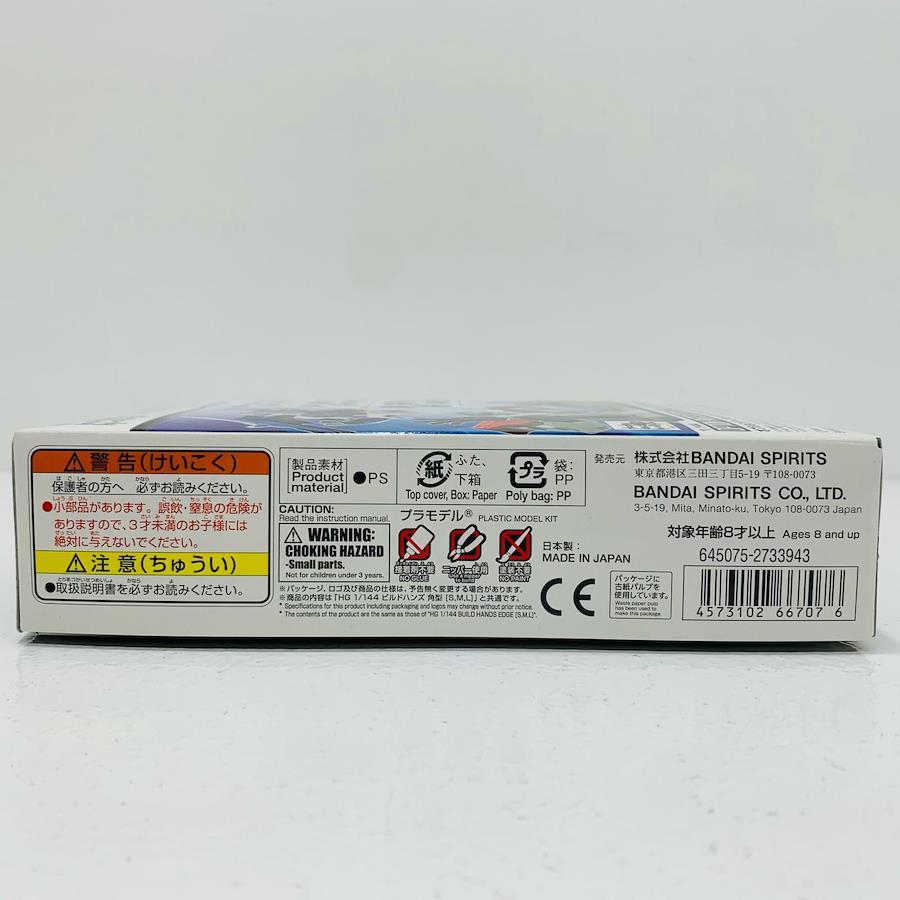 警告(けいこく)
保護者の方へ 必ずお読みください。
●小部品があります。誤飲・窒息の危険が
ありますので、3才未満のお子様には
絶対に与えないでください。
注意(ちゅうい)
●取扱説明書を必ずお読みください。
製品素材
Product material
●PS
紙
ふた、
下箱
Top cover, Box: Paper
プラ
袋:
PP
Poly bag: PP
CAUTION:
Read the instruction manual.
WARNING:
CHOKING HAZARD
-Small parts.
Not for children under 3 years.
プラモデル® PLASTIC MODEL KIT
接着剤不要
NO GLUE
ニッパー使用
塗装不要
NO PAINT
※パッケージ、ロゴ及び商品の仕様は、予告無く変更する場合があります。
※商品の内容は「HG 1/144 ビルドハンズ 角型 [S,M,L]」と共通です。
* Specifications for this product including packaging and logos may change without prior notice.
* The contents of the product are the same as those of "HG 1/144 BUILD HANDS EDGE [S,M,L]".
日本製:
MADE IN JAPAN
CE
発売元 株式会社BANDAI SPIRITS
東京都港区三田三丁目5-19 〒108-0073
BANDAI SPIRITS CO., LTD.
3-5-19, Mita, Minato-ku, Tokyo 108-0073 Japan
対象年齢8才以上 Ages 8 and up
645075-2733943
パッケージに
古紙パルプを
使用しています。
Waste paper pulp
has been used to
make this package.
4573102 66707 6